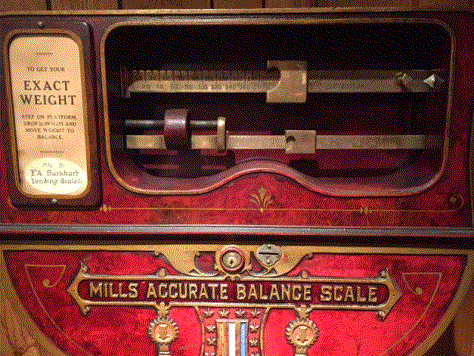 TO GET YOUR
EXACT
WEIGHT
STEP ON PLATFORM,
DROP 1¢ IN SLOT AND
MOVE WEIGHT TO
BALANCE.
F.A. Burkhart
Vending Scales
MILLS ACCURATE BALANCE SCALE